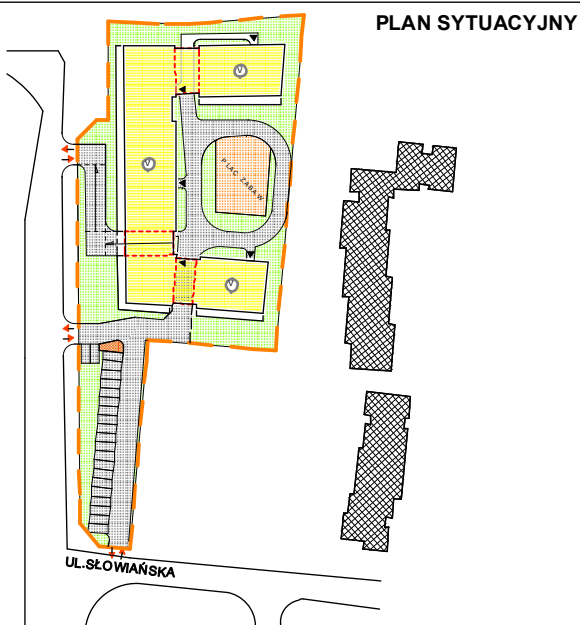 PLAN SYTUACYJNY
V
PLAC ZABAW
V
V
UL.SŁOWIAŃSKA